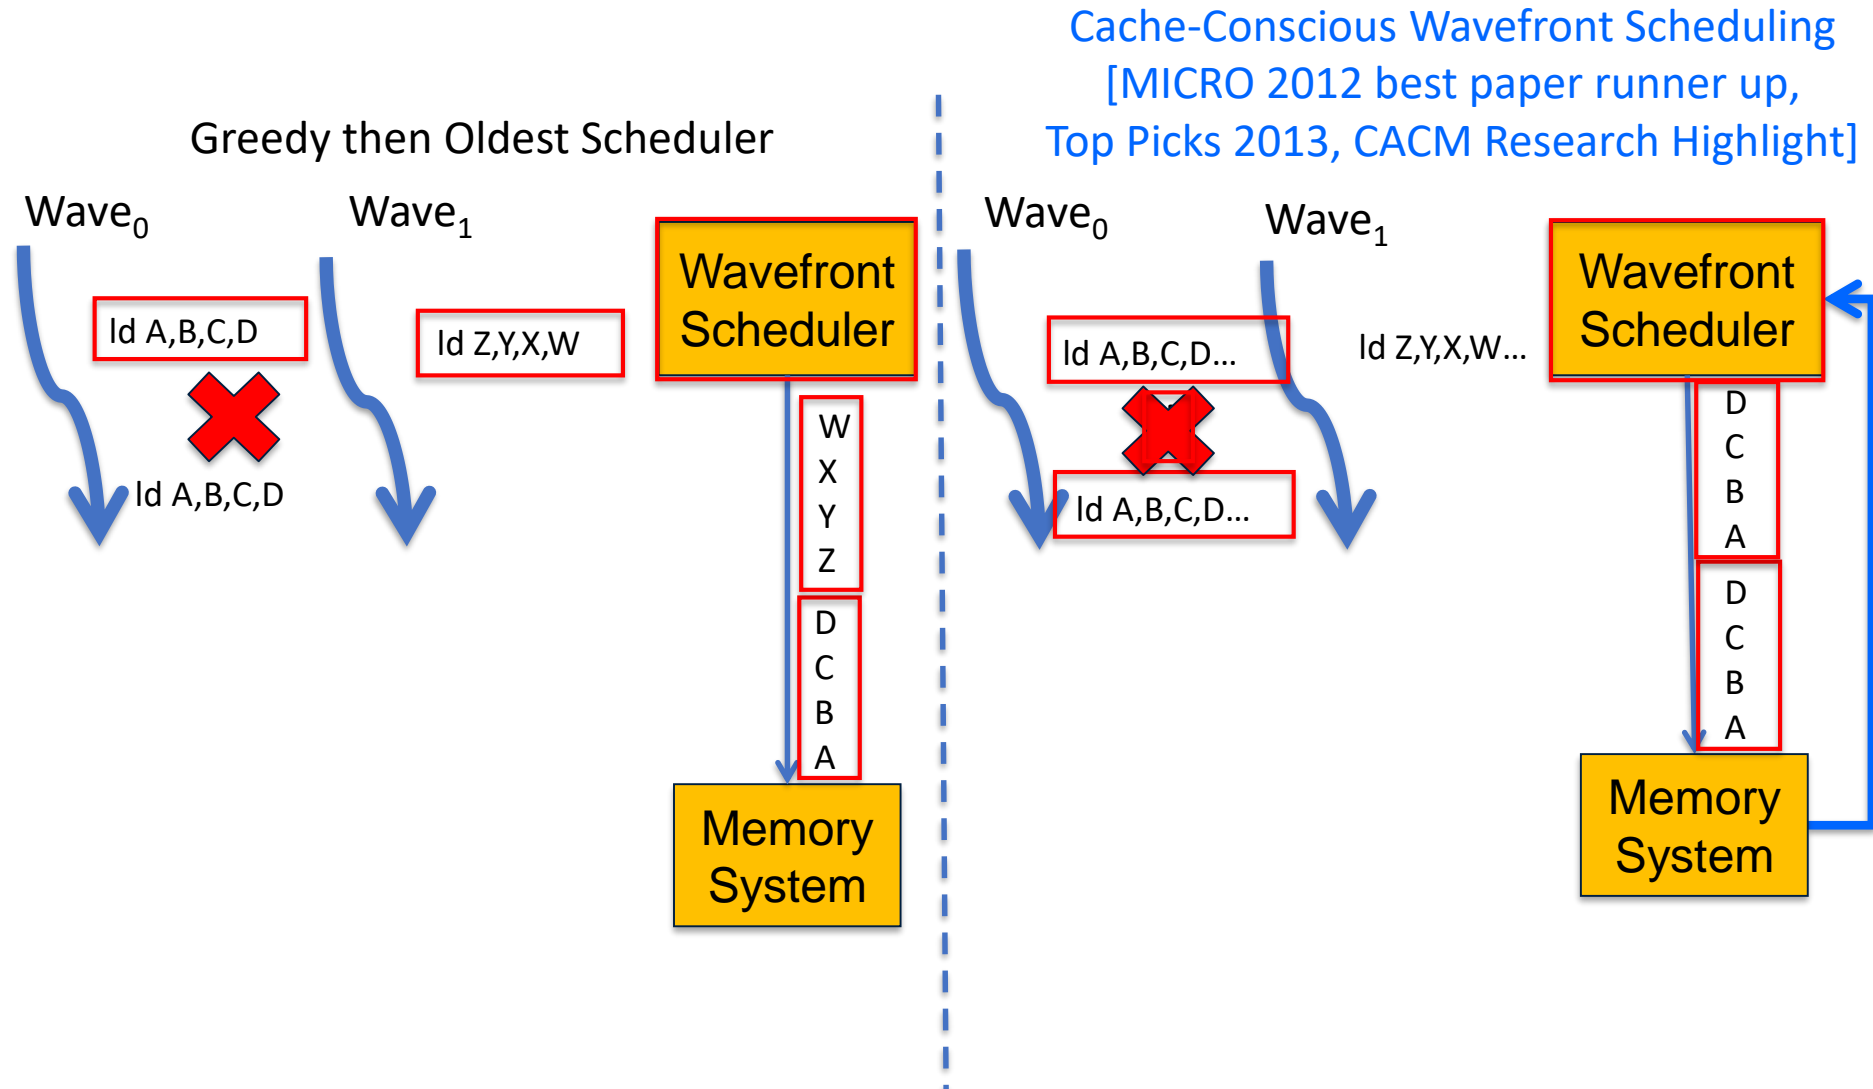 Greedy then Oldest Scheduler
Wave0
Wave1
ld A,B,C,D
ld Z,Y,X,W
ld A,B,C,D
Wavefront
Scheduler
W
X
Y
Z
D
C
B
A
Memory
System
Cache-Conscious Wavefront Scheduling
[MICRO 2012 best paper runner up,
Top Picks 2013, CACM Research Highlight]
Wave0
Wave1
ld A,B,C,D...
ld Z,Y,X,W...
ld A,B,C,D...
Wavefront
Scheduler
D
C
B
A
D
C
B
A
Memory
System